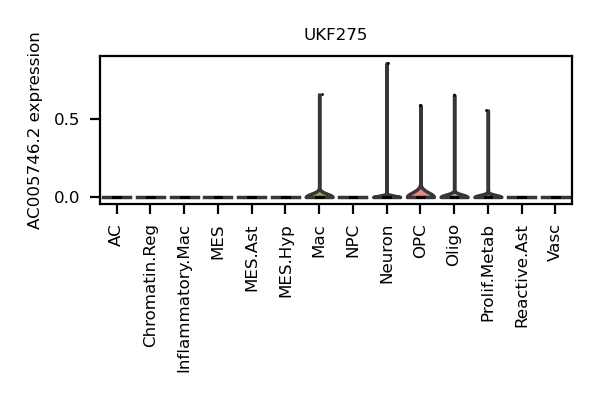 UKF275
AC005746.2 expression
0.5
0.0
AC
Chromatin.Reg
Inflammatory.Mac
MES
MES.Ast
MES.Hyp
Mac
NPC
Neuron
OPC
Oligo
Prolif.Metab
Reactive.Ast
Vasc